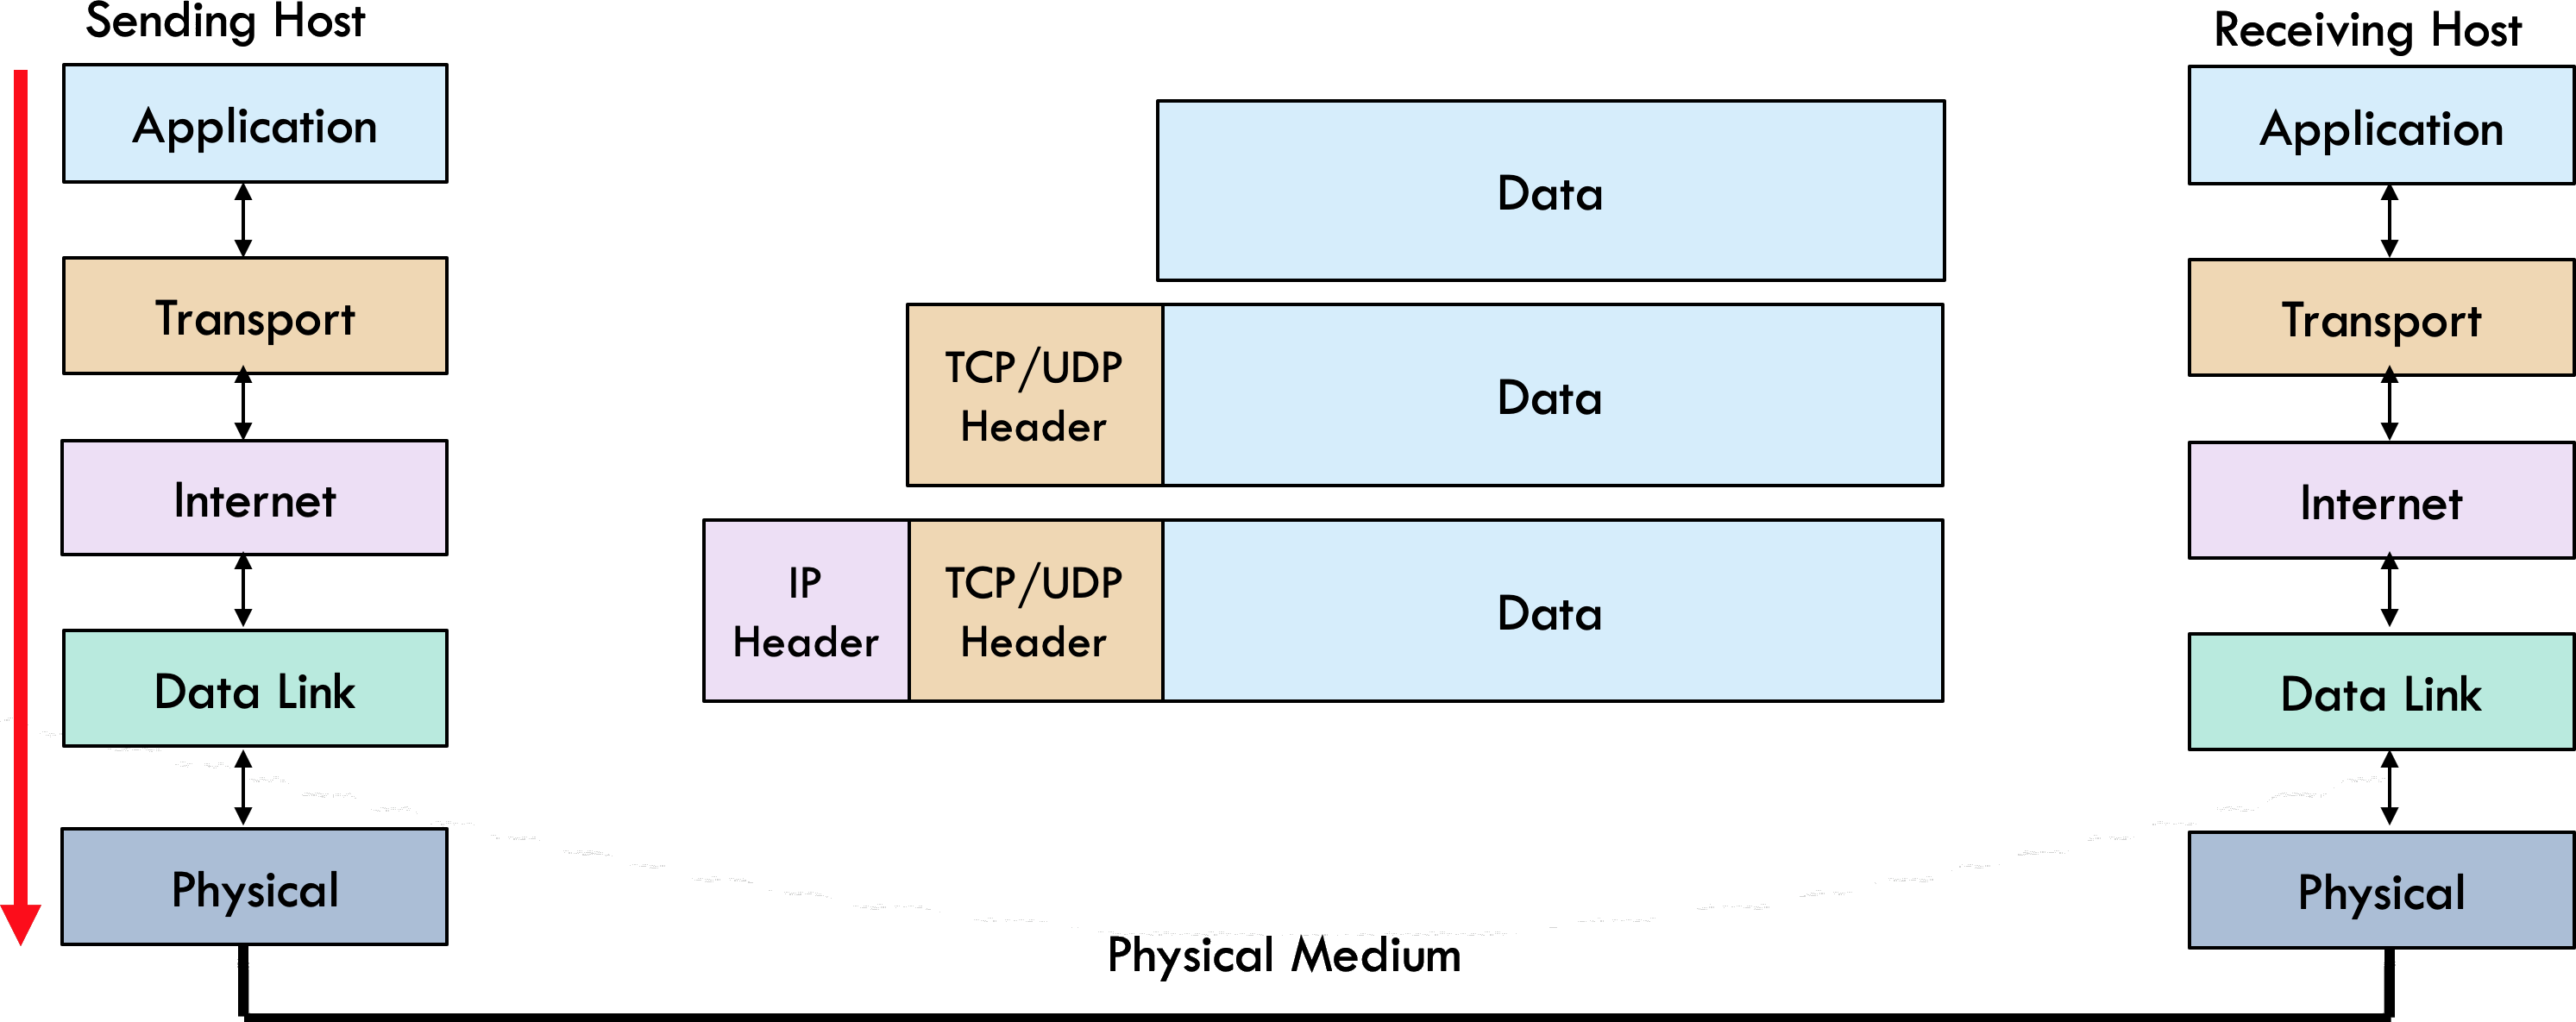 Sending Host
Receiving Host
Application
Data
Application
Transport
TCP/UDP
Header
Data
Transport
Internet
IP
Header
TCP/UDP
Header
Data
Internet
Data Link
Data Link
Physical
Physical
Physical Medium